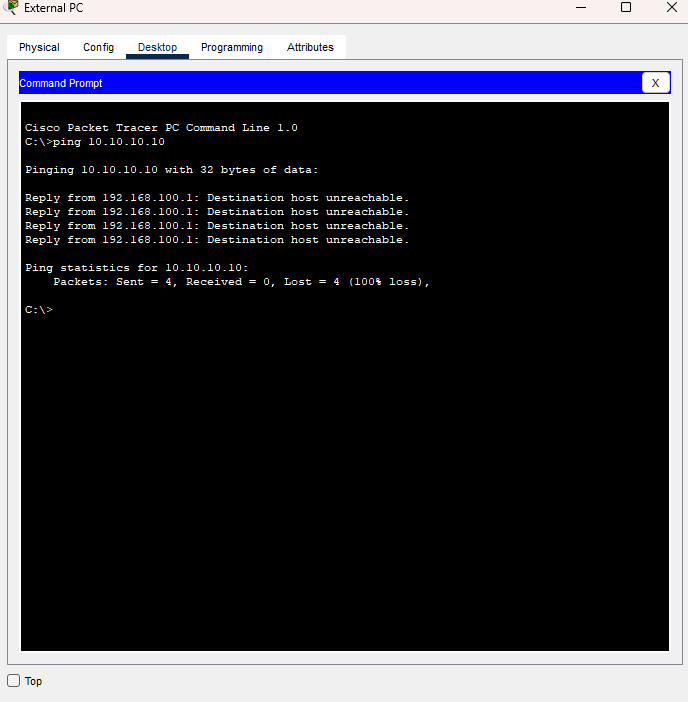 External PC
Physical Config Desktop Programming Attributes
Command Prompt X
Cisco Packet Tracer PC Command Line 1.0
C:\>ping 10.10.10.10
Pinging 10.10.10.10 with 32 bytes of data:
Reply from 192.168.100.1: Destination host unreachable.
Reply from 192.168.100.1: Destination host unreachable.
Reply from 192.168.100.1: Destination host unreachable.
Reply from 192.168.100.1: Destination host unreachable.
Ping statistics for 10.10.10.10:
Packets: Sent = 4, Received = 0, Lost = 4 (100% loss),
C:\>
Top